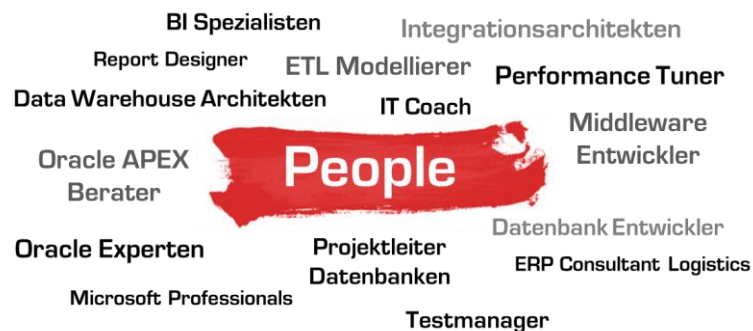 BI Spezialisten
Integrationsarchitekten
Report Designer
ETL Modellierer
Performance Tuner
Data Warehouse Architekten
IT Coach
Middleware
Entwickler
Oracle APEX
Berater
People
Datenbank Entwickler
Oracle Experten
Projektleiter
Datenbanken
ERP Consultant Logistics
Microsoft Professionals
Testmanager